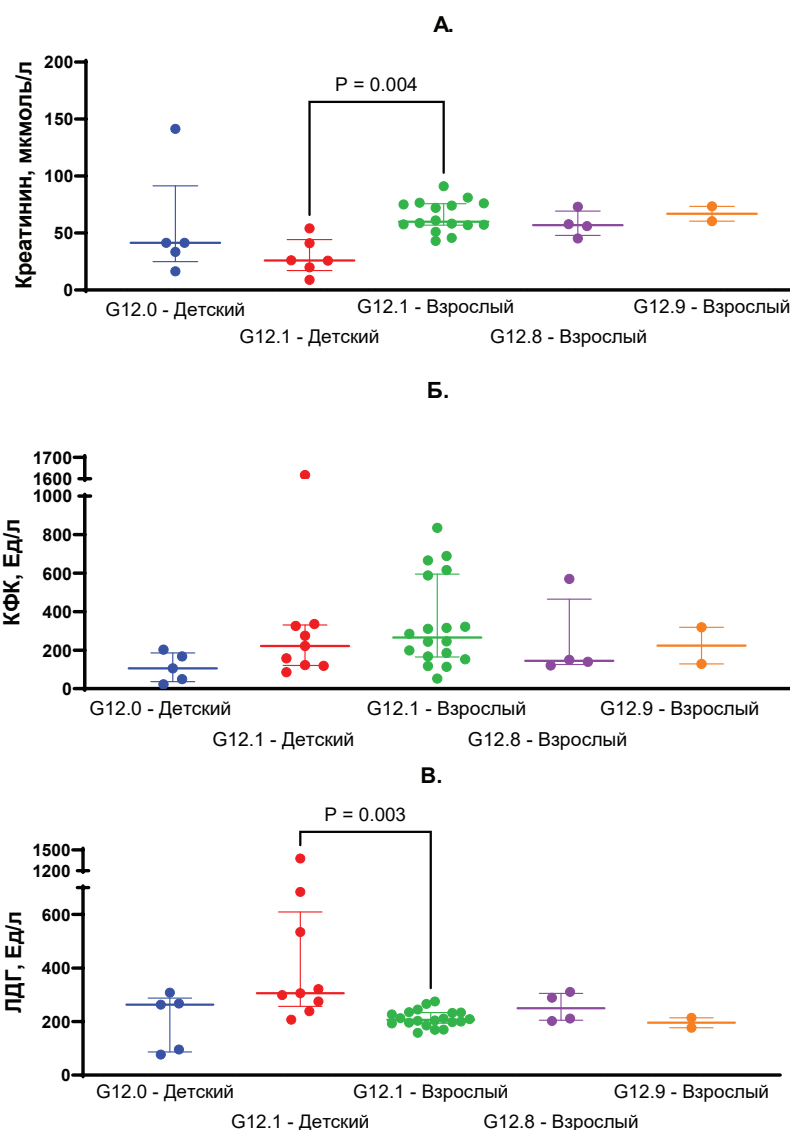 А.
Креатинин, мкмоль/л
200
150
100
50
0
P = 0.004
G12.0 - Детский
G12.1 - Взрослый
G12.9 - Взрослый
G12.1 - Детский
G12.8 - Взрослый
Б.
КФК, Ед/л
1700
1600
1000
800
600
400
200
0
G12.0 - Детский
G12.1 - Взрослый
G12.9 - Взрослый
G12.1 - Детский
G12.8 - Взрослый
В.
ЛДГ, Ед/л
1500
1200
600
400
200
0
P = 0.003
G12.0 - Детский
G12.1 - Взрослый
G12.9 - Взрослый
G12.1 - Детский
G12.8 - Взрослый